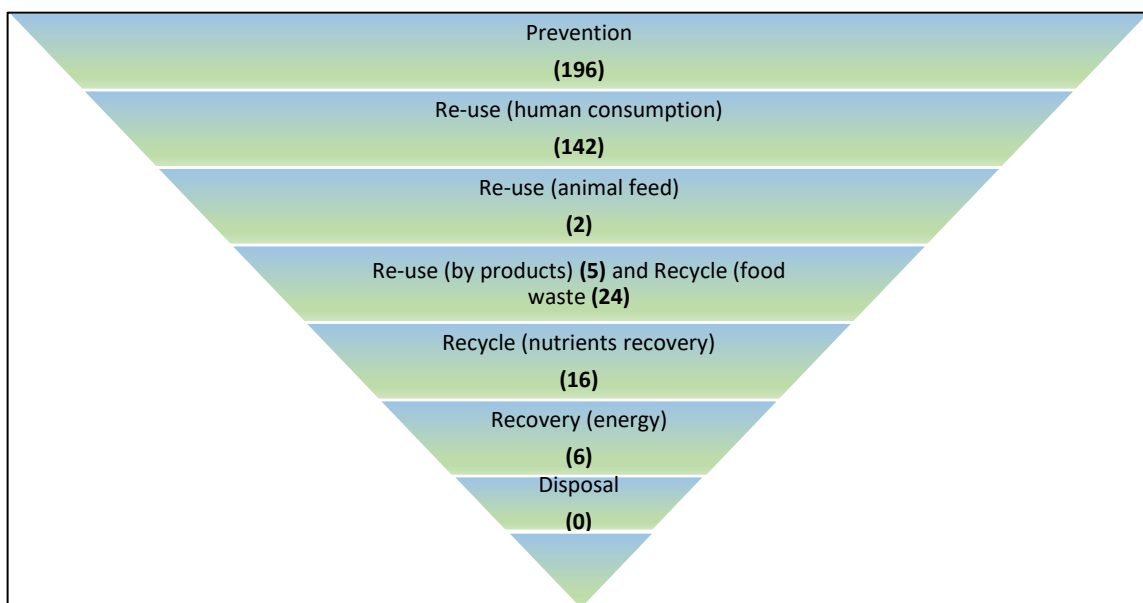 Prevention
(196)
Re-use (human consumption)
(142)
Re-use (animal feed)
(2)
Re-use (by products) (5) and Recycle (food
waste (24)
Recycle (nutrients recovery)
(16)
Recovery (energy)
(6)
Disposal
(0)